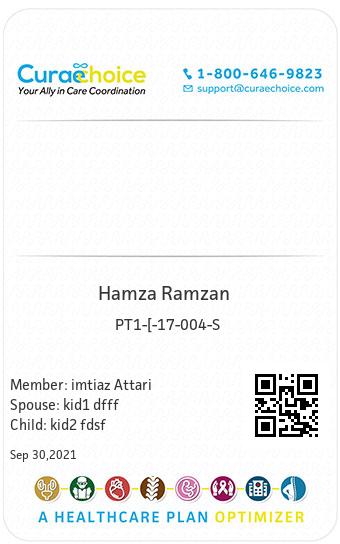 Curaechoice
Your Ally in Care Coordination
1-800-646-9823
support@curaechoice.com
Hamza Ramzan
PT1-[-17-004-S
Member: imtiaz Attari
Spouse: kid1 dfff
Child: kid2 fdsf
Sep 30,2021
A HEALTHCARE PLAN OPTIMIZER